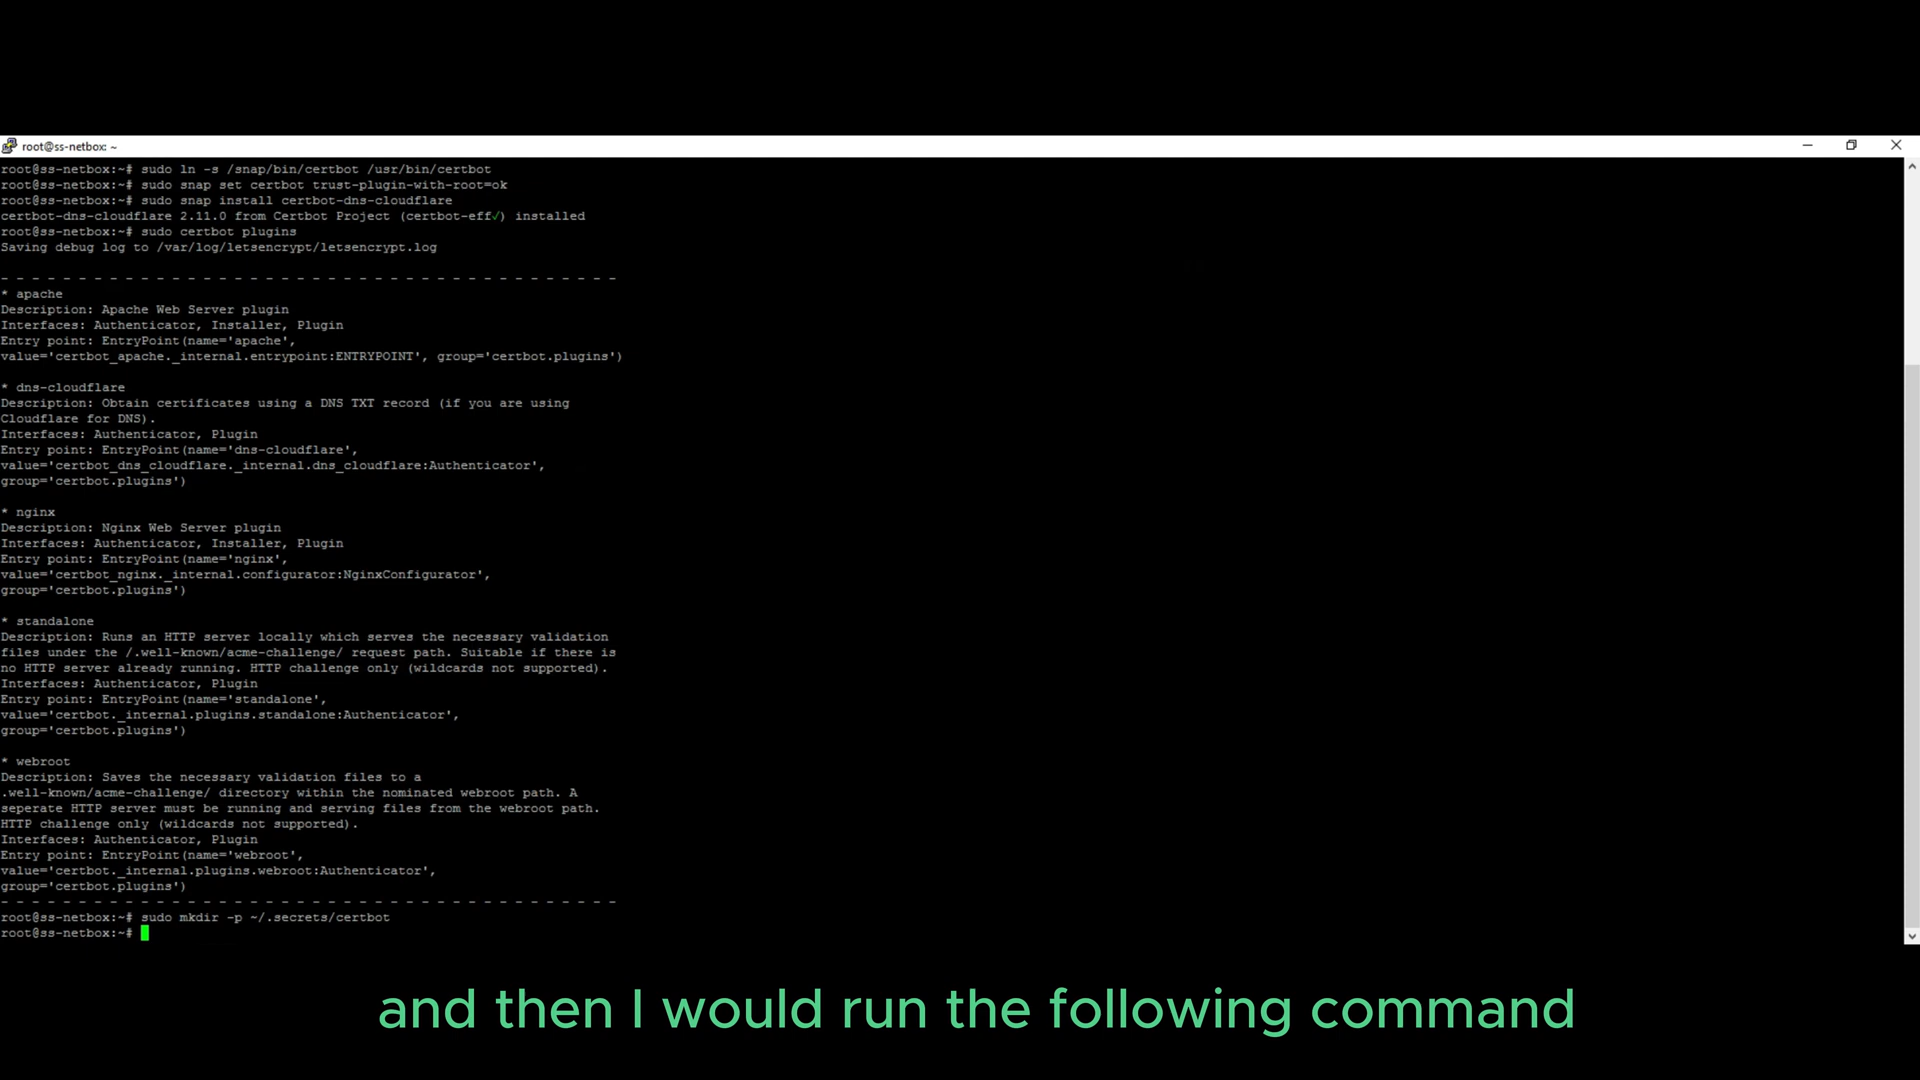 root@ss-netbox: ~
root@ss-netbox:~# sudo ln -s /snap/bin/certbot /usr/bin/certbot
root@ss-netbox:~# sudo snap set certbot trust-plugin-with-root=ok
root@ss-netbox:~# sudo snap install certbot-dns-cloudflare
certbot-dns-cloudflare 2.11.0 from Certbot Project (certbot-eff✓) installed
root@ss-netbox:~# sudo certbot plugins
Saving debug log to /var/log/letsencrypt/letsencrypt.log
- - - - - - - - - - - - - - - - - - - - - - - - - - - - - - - - - - - - - - - -
* apache
Description: Apache Web Server plugin
Interfaces: Authenticator, Installer, Plugin
Entry point: EntryPoint(name='apache',
value='certbot_apache._internal.entrypoint:ENTRYPOINT', group='certbot.plugins')
* dns-cloudflare
Description: Obtain certificates using a DNS TXT record (if you are using
Cloudflare for DNS).
Interfaces: Authenticator, Plugin
Entry point: EntryPoint(name='dns-cloudflare',
value='certbot_dns_cloudflare._internal.dns_cloudflare:Authenticator',
group='certbot.plugins')
* nginx
Description: Nginx Web Server plugin
Interfaces: Authenticator, Installer, Plugin
Entry point: EntryPoint(name='nginx',
value='certbot_nginx._internal.configurator:NginxConfigurator',
group='certbot.plugins')
* standalone
Description: Runs an HTTP server locally which serves the necessary validation
files under the /.well-known/acme-challenge/ request path. Suitable if there is
no HTTP server already running. HTTP challenge only (wildcards not supported).
Interfaces: Authenticator, Plugin
Entry point: EntryPoint(name='standalone',
value='certbot._internal.plugins.standalone:Authenticator',
group='certbot.plugins')
* webroot
Description: Saves the necessary validation files to a
.well-known/acme-challenge/ directory within the nominated webroot path. A
seperate HTTP server must be running and serving files from the webroot path.
HTTP challenge only (wildcards not supported).
Interfaces: Authenticator, Plugin
Entry point: EntryPoint(name='webroot',
value='certbot._internal.plugins.webroot:Authenticator',
group='certbot.plugins')
- - - - - - - - - - - - - - - - - - - - - - - - - - - - - - - - - - - - - - - -
root@ss-netbox:~# sudo mkdir -p ~/.secrets/certbot
root@ss-netbox:~#
and then I would run the following command